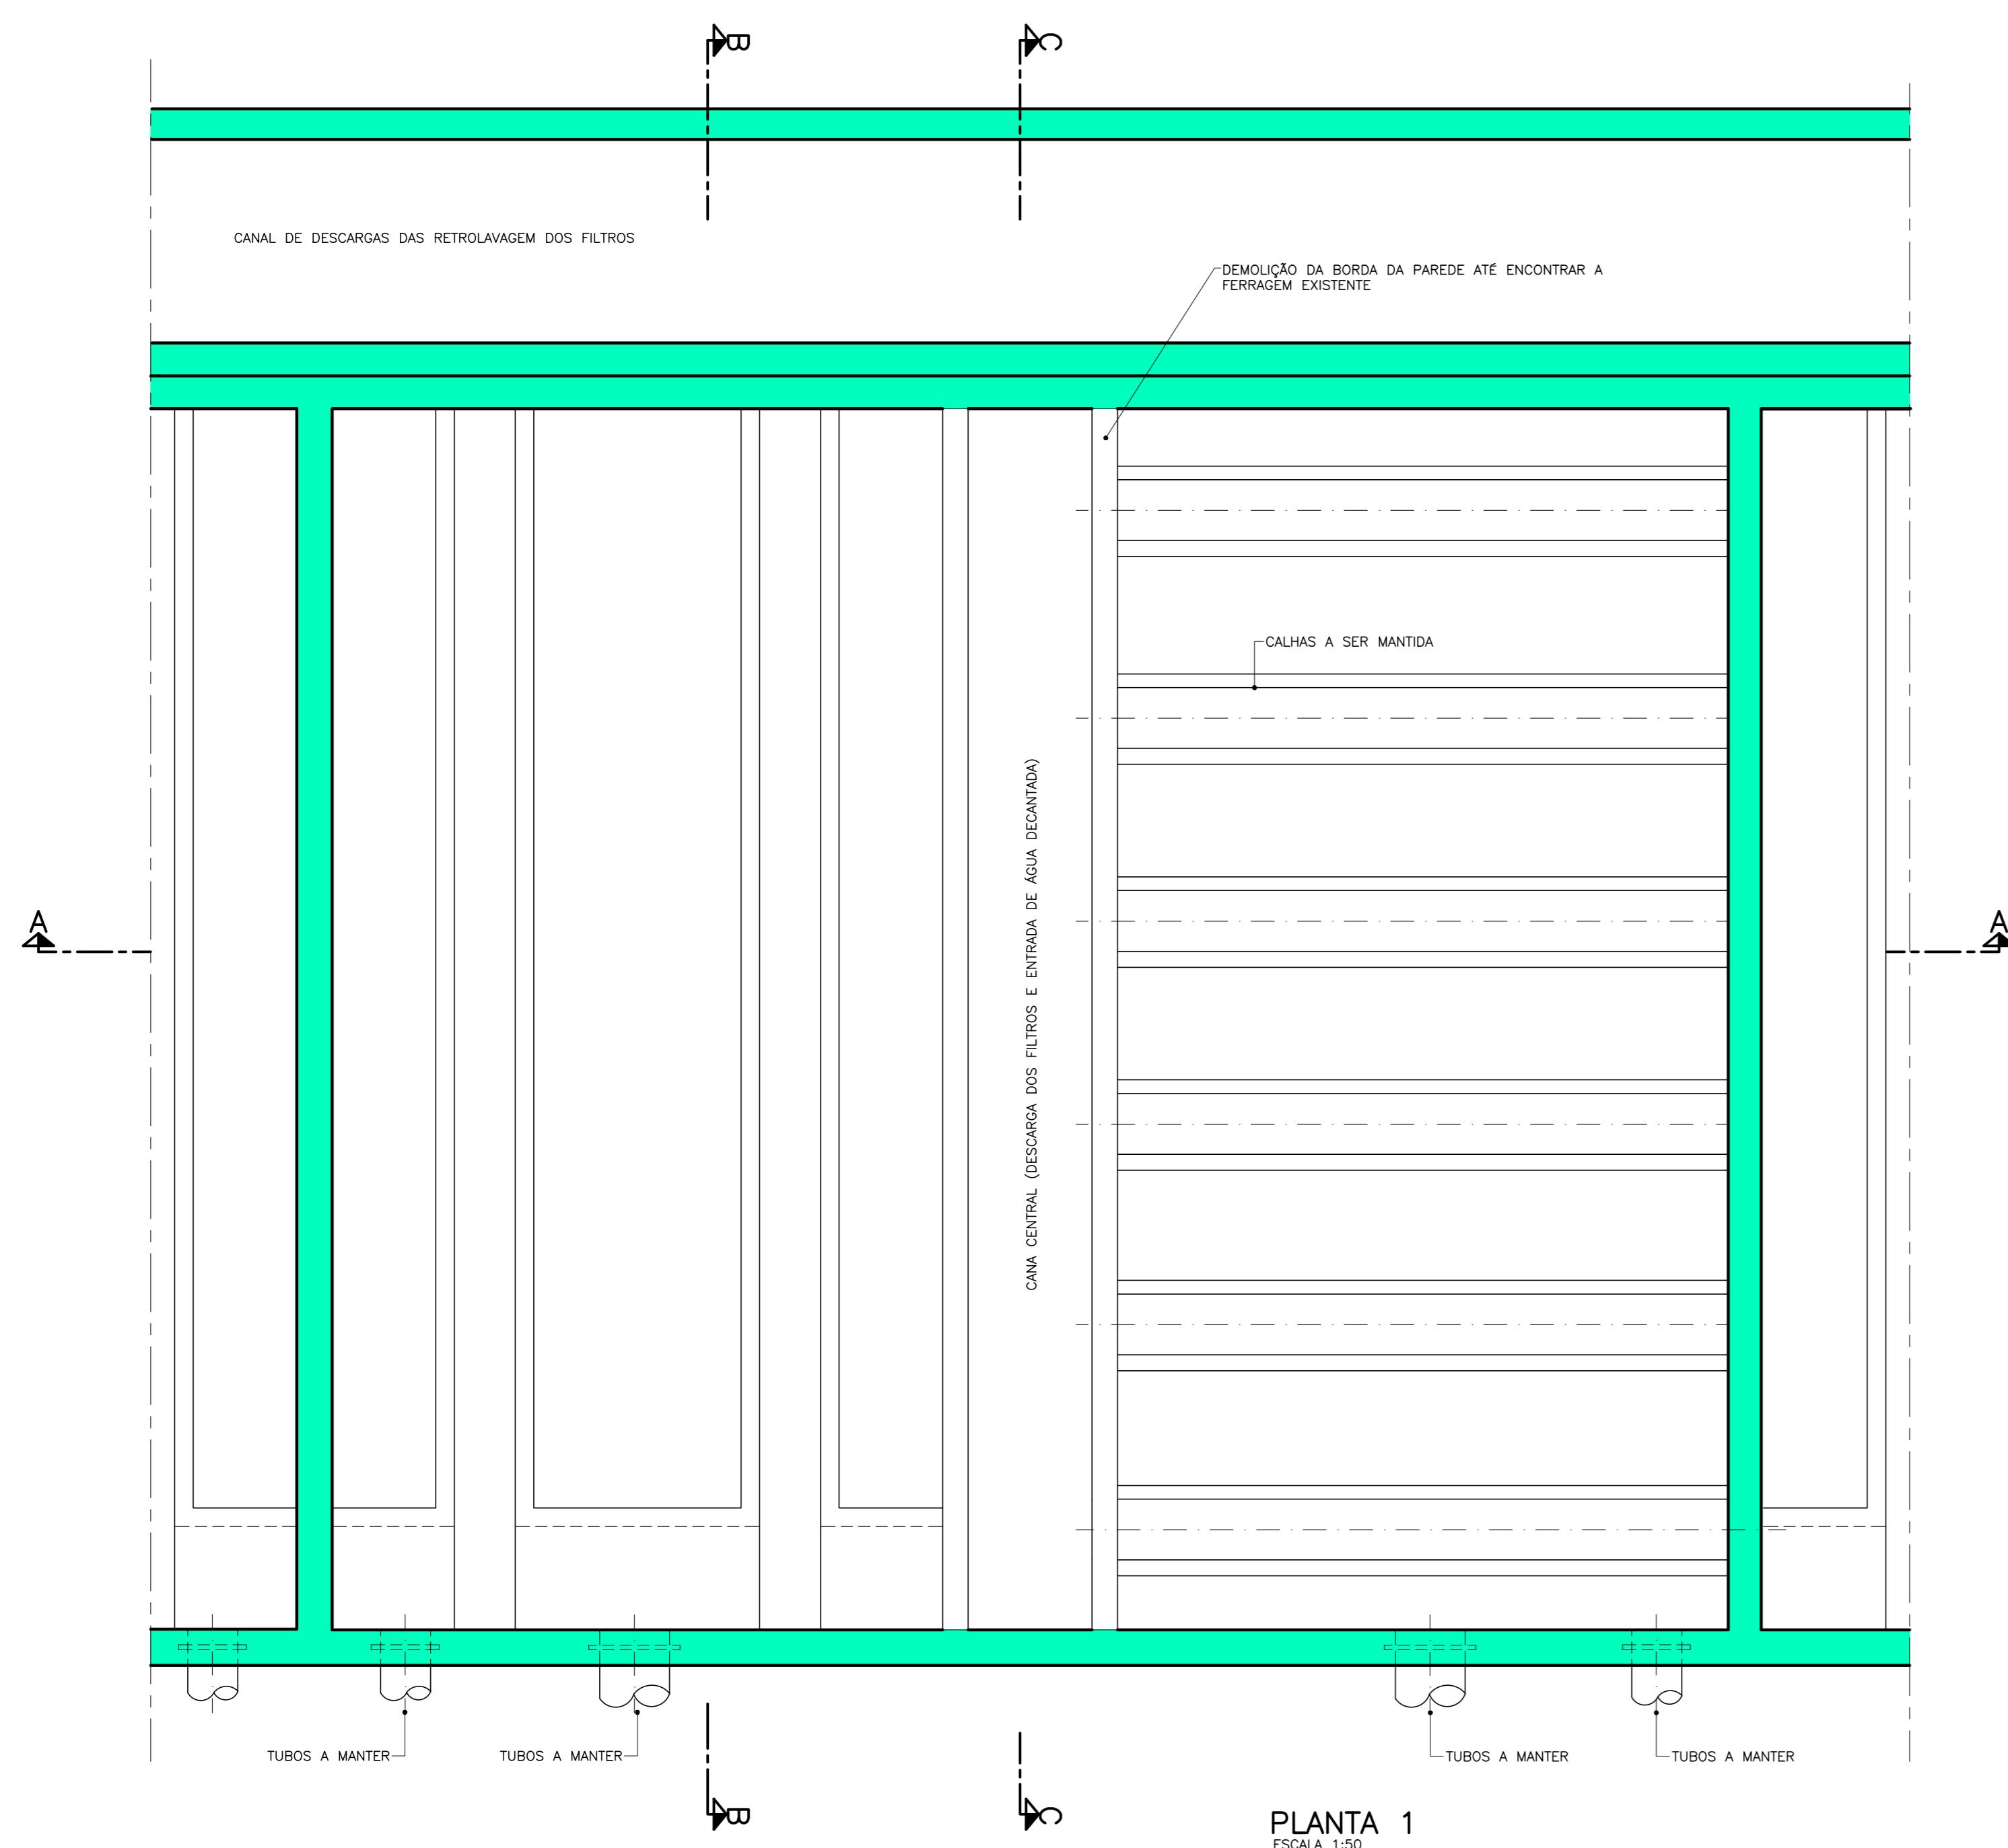 B
C
CANAL DE DESCARGAS DAS RETROLAVAGEM DOS FILTROS
DEMOLIÇÃO DA BORDA DA PAREDE ATÉ ENCONTRAR A
FERRAGEM EXISTENTE
CALHAS A SER MANTIDA
CANA CENTRAL (DESCARGA DOS FILTROS E ENTRADA DE ÁGUA DECANTADA)
A
A
TUBOS A MANTER
TUBOS A MANTER
TUBOS A MANTER
TUBOS A MANTER
B
C
PLANTA 1
ESCALA 1:50